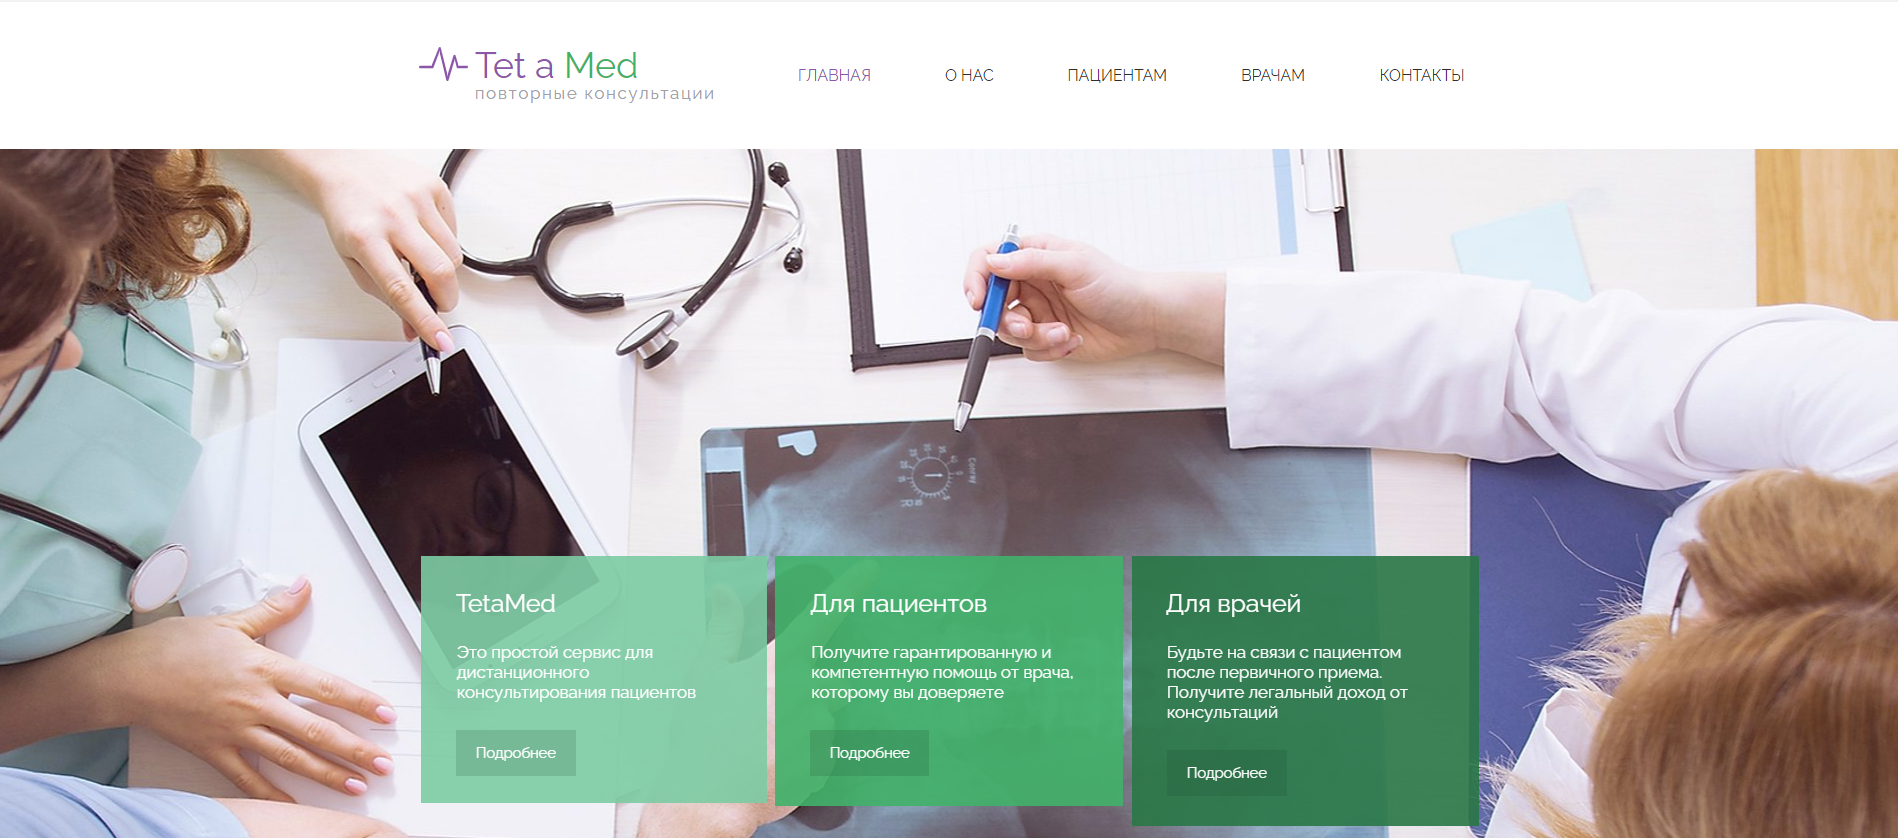 Tet a Med
повторные консультации
ГЛАВНАЯ
О НАС
ПАЦИЕНТАМ
ВРАЧАМ
КОНТАКТЫ
TetaMed
Это простой сервис для
дистанционного
консультирования пациентов
Подробнее
Для пациентов
Получите гарантированную и
компетентную помощь от врача,
которому вы доверяете
Подробнее
Для врачей
Будьте на связи с пациентом
после первичного приема.
Получите легальный доход от
консультаций
Подробнее